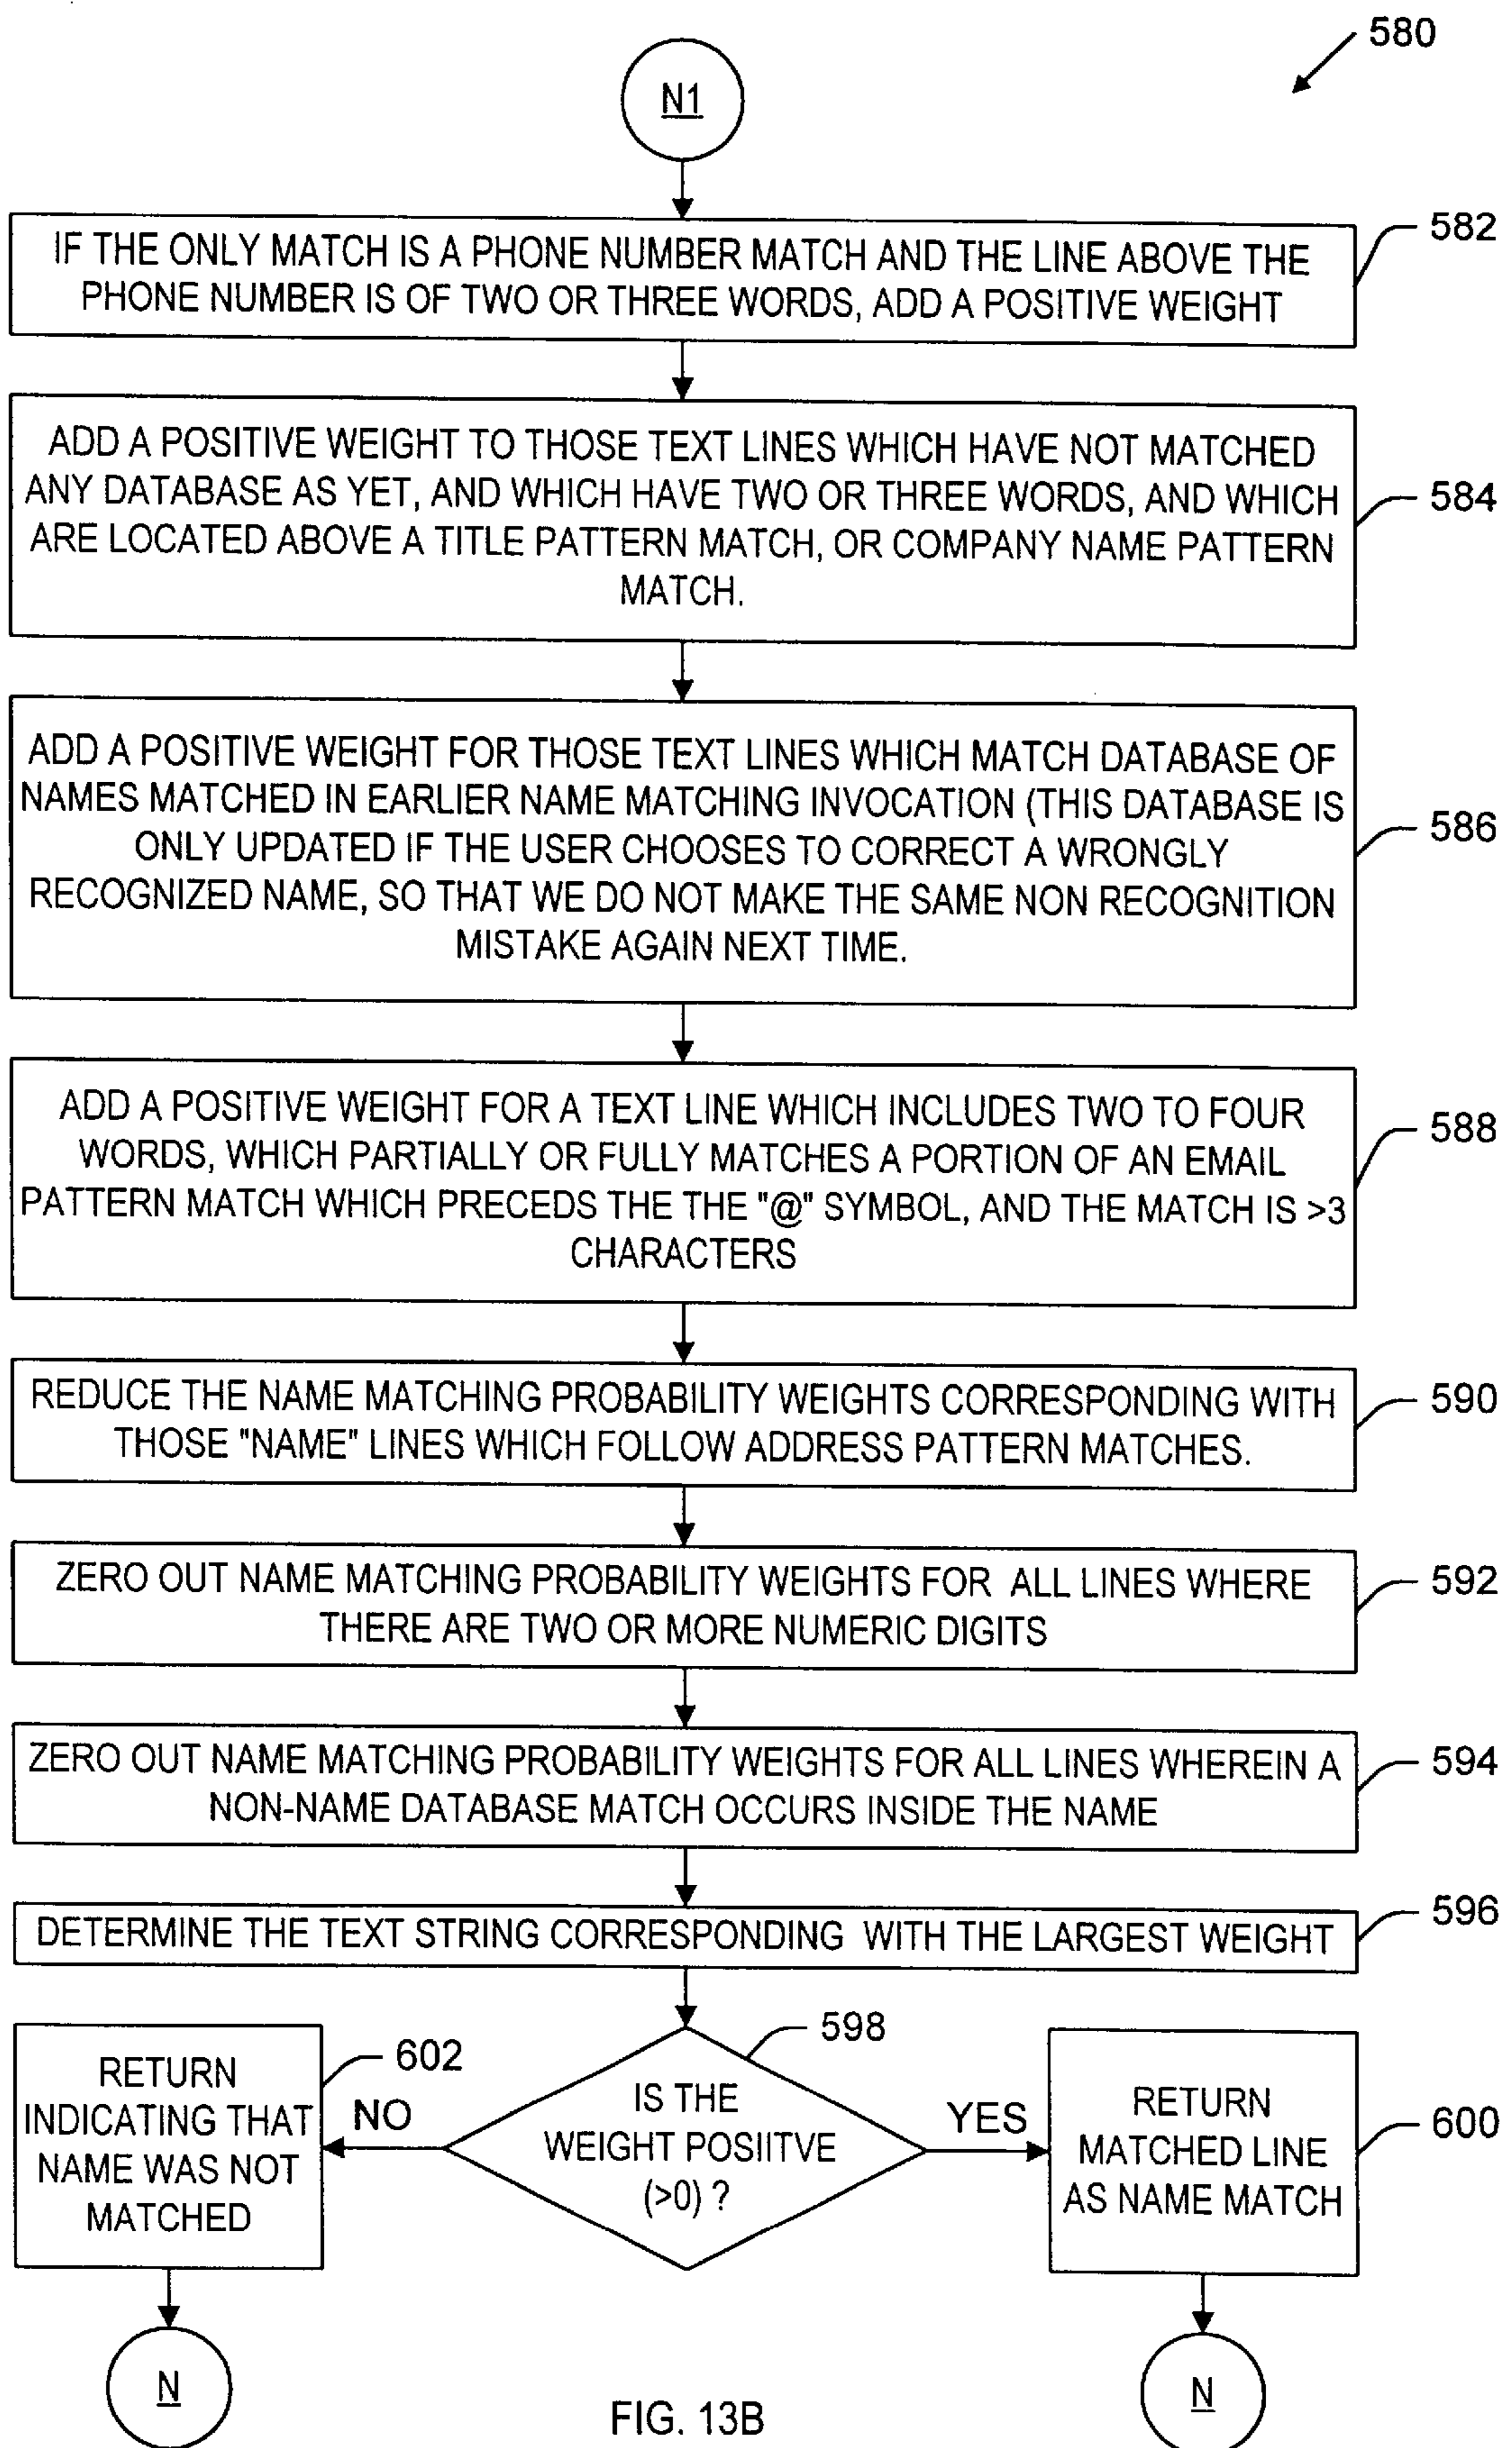 580
N1
582
IF THE ONLY MATCH IS A PHONE NUMBER MATCH AND THE LINE ABOVE THE
PHONE NUMBER IS OF TWO OR THREE WORDS, ADD A POSITIVE WEIGHT
ADD A POSITIVE WEIGHT TO THOSE TEXT LINES WHICH HAVE NOT MATCHED
ANY DATABASE AS YET, AND WHICH HAVE TWO OR THREE WORDS, AND WHICH
584
ARE LOCATED ABOVE A TITLE PATTERN MATCH, OR COMPANY NAME PATTERN
MATCH.
ADD A POSITIVE WEIGHT FOR THOSE TEXT LINES WHICH MATCH DATABASE OF
NAMES MATCHED IN EARLIER NAME MATCHING INVOCATION (THIS DATABASE IS
586
ONLY UPDATED IF THE USER CHOOSES TO CORRECT A WRONGLY
RECOGNIZED NAME, SO THAT WE DO NOT MAKE THE SAME NON RECOGNITION
MISTAKE AGAIN NEXT TIME.
ADD A POSITIVE WEIGHT FOR A TEXT LINE WHICH INCLUDES TWO TO FOUR
588
WORDS, WHICH PARTIALLY OR FULLY MATCHES A PORTION OF AN EMAIL
PATTERN MATCH WHICH PRECEDS THE THE "@" SYMBOL, AND THE MATCH IS >3
CHARACTERS
REDUCE THE NAME MATCHING PROBABILITY WEIGHTS CORRESPONDING WITH
590
THOSE "NAME" LINES WHICH FOLLOW ADDRESS PATTERN MATCHES.
ZERO OUT NAME MATCHING PROBABILITY WEIGHTS FOR ALL LINES WHERE
592
THERE ARE TWO OR MORE NUMERIC DIGITS
ZERO OUT NAME MATCHING PROBABILITY WEIGHTS FOR ALL LINES WHEREIN A
594
NON-NAME DATABASE MATCH OCCURS INSIDE THE NAME
596
DETERMINE THE TEXT STRING CORRESPONDING WITH THE LARGEST WEIGHT
598
602
RETURN
INDICATING THAT
NAME WAS NOT
MATCHED
NO
IS THE
WEIGHT POSIITVE
(>0) ?
YES
RETURN
MATCHED LINE
AS NAME MATCH
600
N
N
FIG. 13B